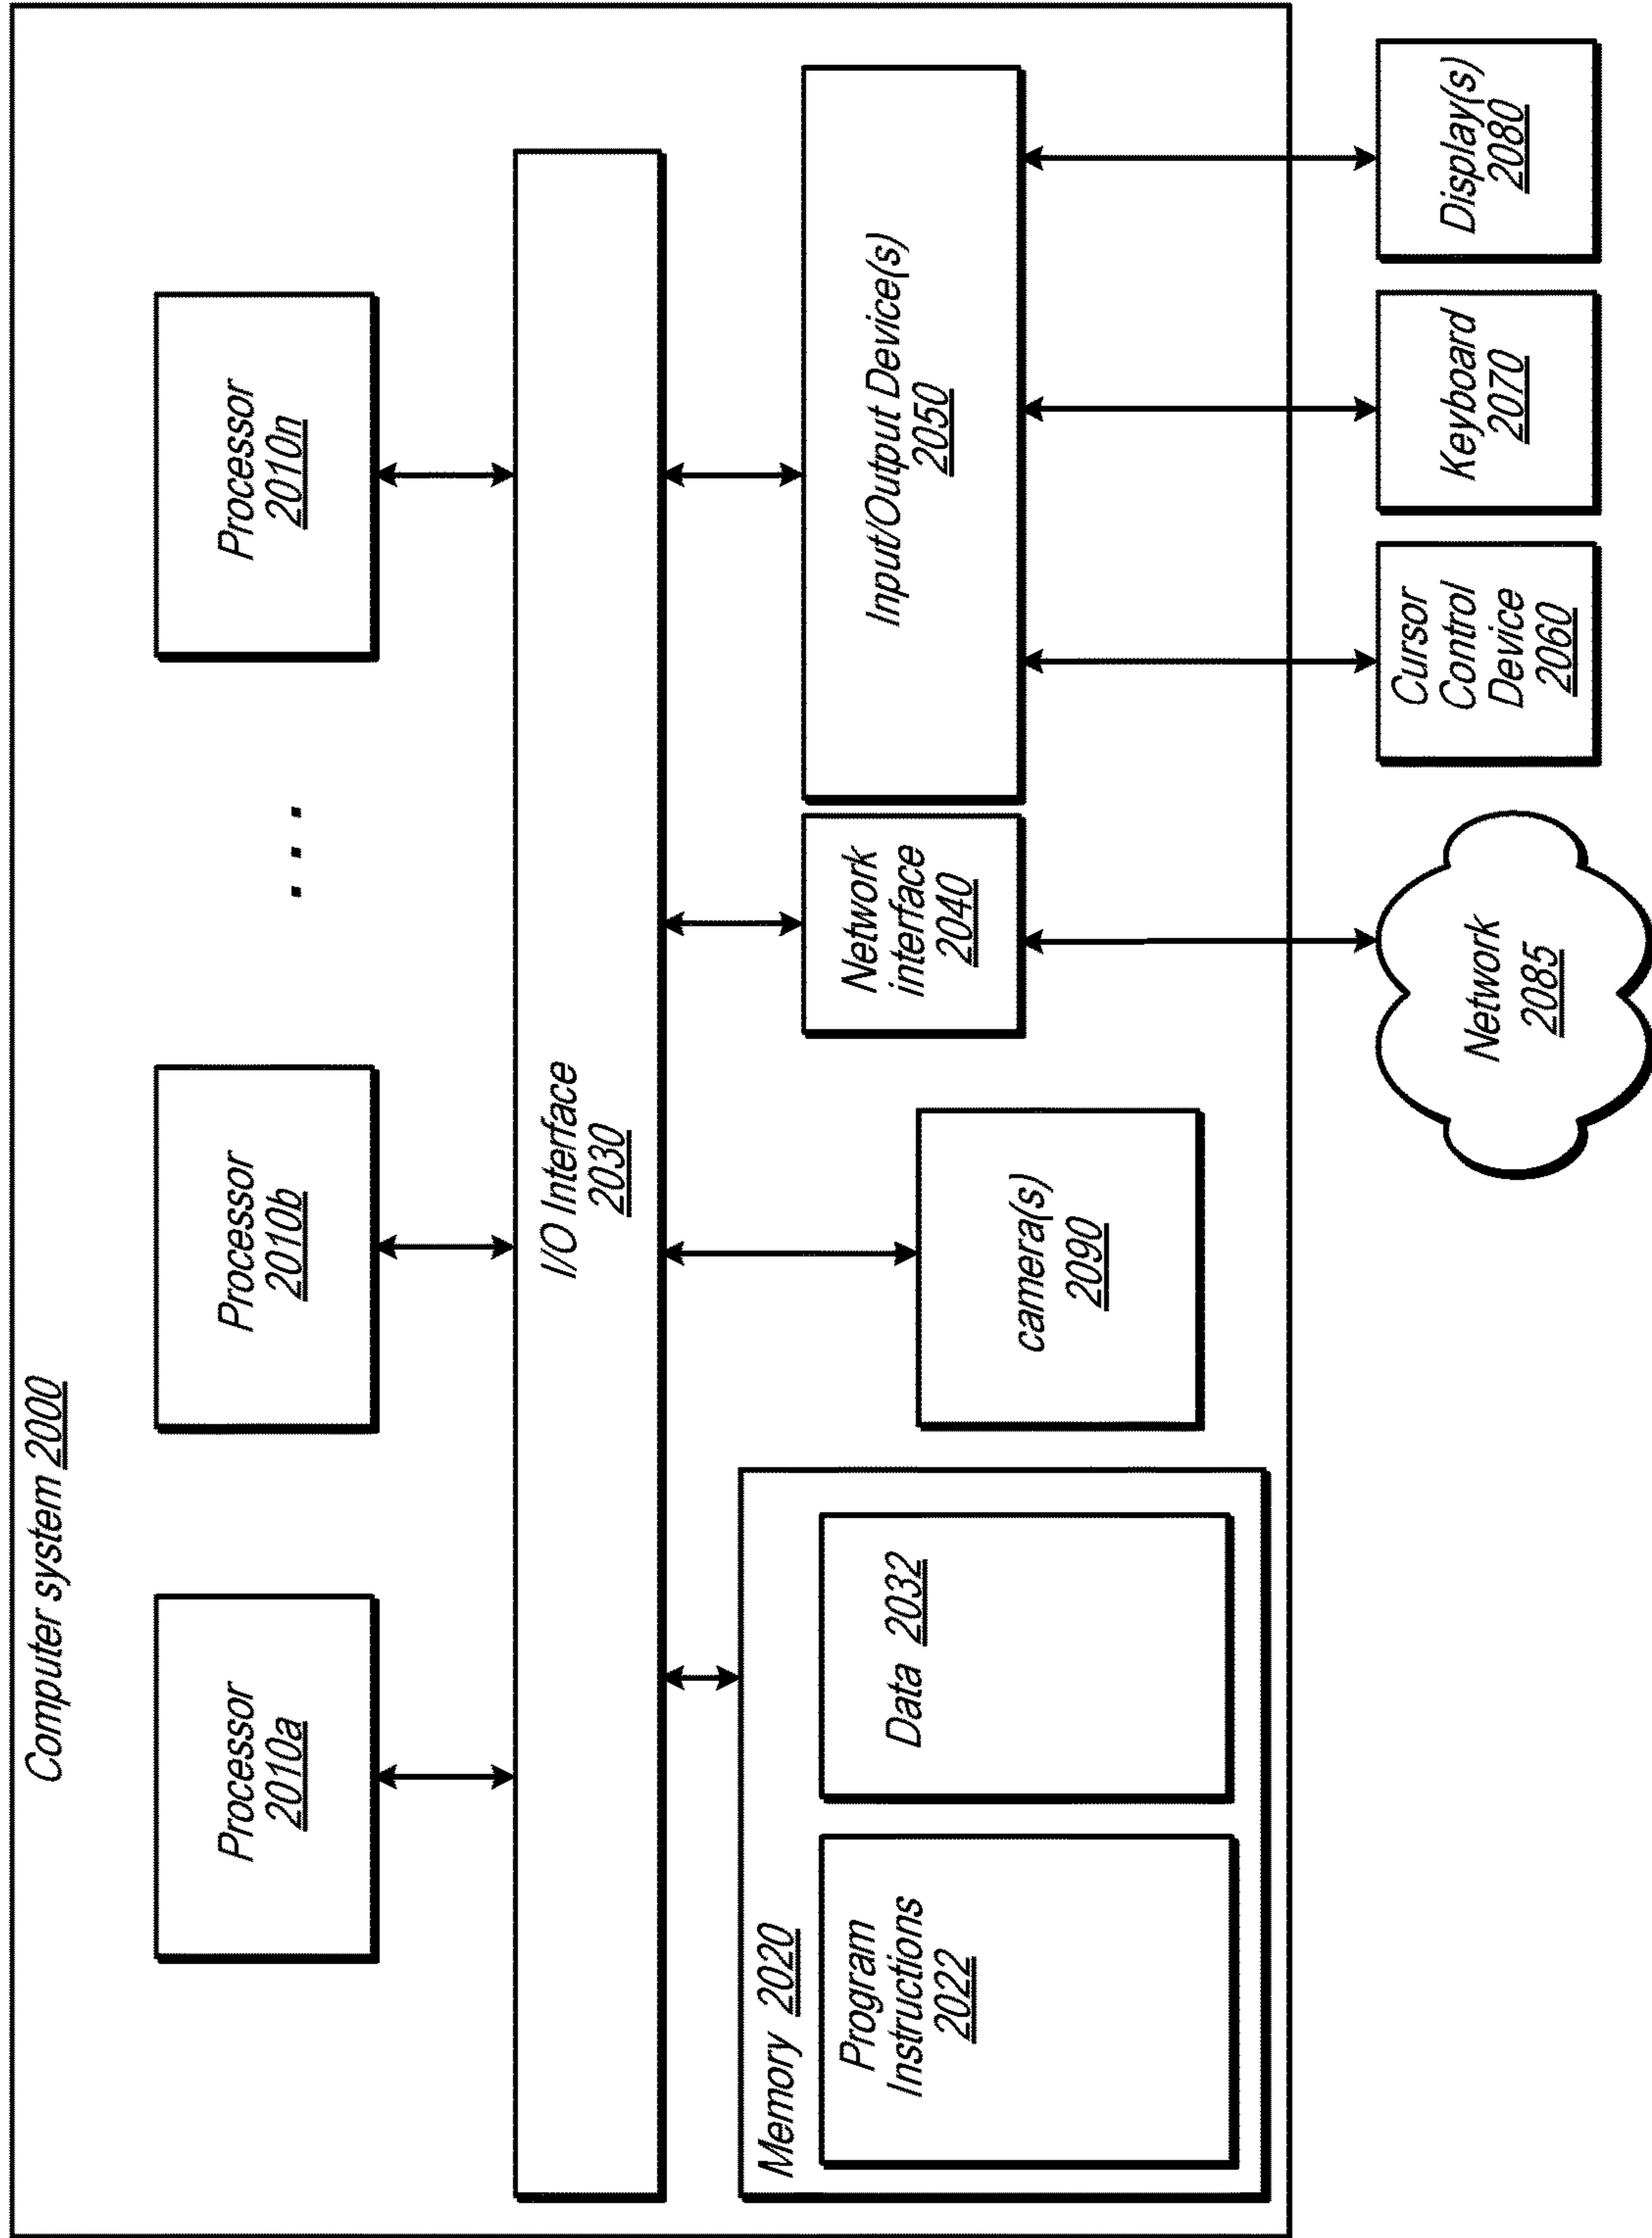 Computer system 2000
Processor
2010a
Processor
2010b
. . .
Processor
2010n
I/O Interface
2030
Memory 2020
Program
Instructions
2022
Data 2032
camera(s)
2090
Network
interface
2040
Input/Output Device(s)
2050
Network
2085
Cursor
Control
Device
2060
Keyboard
2070
Display(s)
2080